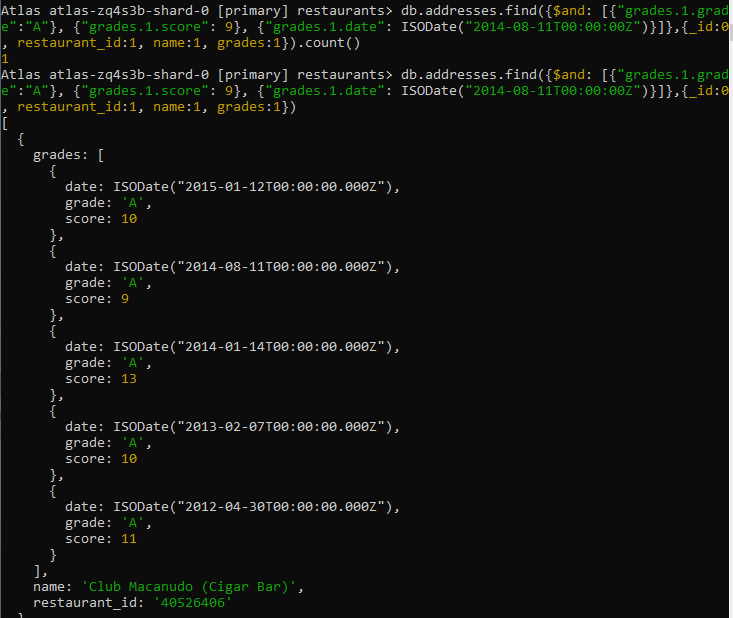 Atlas atlas-zq4s3b-shard-0 [primary] restaurants> db.addresses.find({$and: [{"grades.1.grad
e":"A"}, {"grades.1.score": 9}, {"grades.1.date": ISODate("2014-08-11T00:00:00Z")}]},{_id:0
, restaurant_id:1, name:1, grades:1}).count()
1
Atlas atlas-zq4s3b-shard-0 [primary] restaurants> db.addresses.find({$and: [{"grades.1.grad
e":"A"}, {"grades.1.score": 9}, {"grades.1.date": ISODate("2014-08-11T00:00:00Z")}]},{_id:0
, restaurant_id:1, name:1, grades:1})
[
  {
    grades: [
      {
        date: ISODate("2015-01-12T00:00:00.000Z"),
        grade: 'A',
        score: 10
      },
      {
        date: ISODate("2014-08-11T00:00:00.000Z"),
        grade: 'A',
        score: 9
      },
      {
        date: ISODate("2014-01-14T00:00:00.000Z"),
        grade: 'A',
        score: 13
      },
      {
        date: ISODate("2013-02-07T00:00:00.000Z"),
        grade: 'A',
        score: 10
      },
      {
        date: ISODate("2012-04-30T00:00:00.000Z"),
        grade: 'A',
        score: 11
      }
    ],
    name: 'Club Macanudo (Cigar Bar)',
    restaurant_id: '40526406'